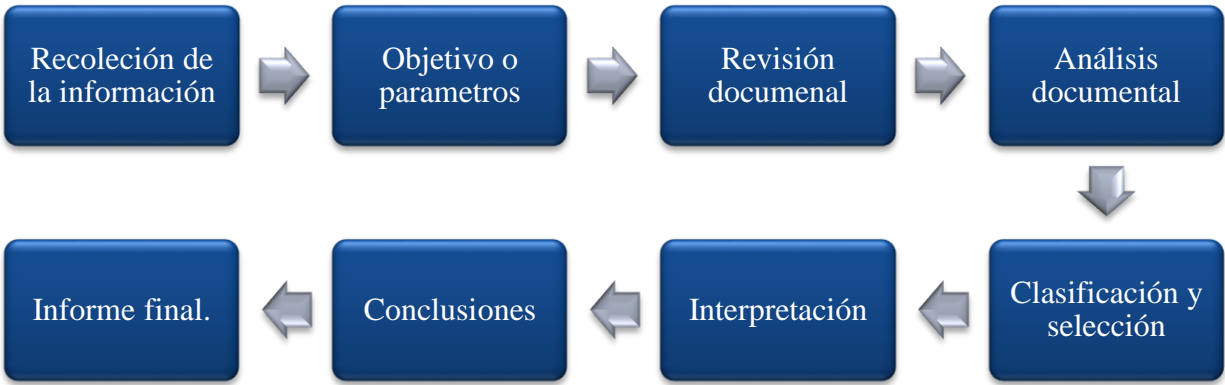 Recoleción de
la información
Objetivo o
parametros
Revisión
documenal
Análisis
documental
Clasificación y
selección
Interpretación
Conclusiones
Informe final.